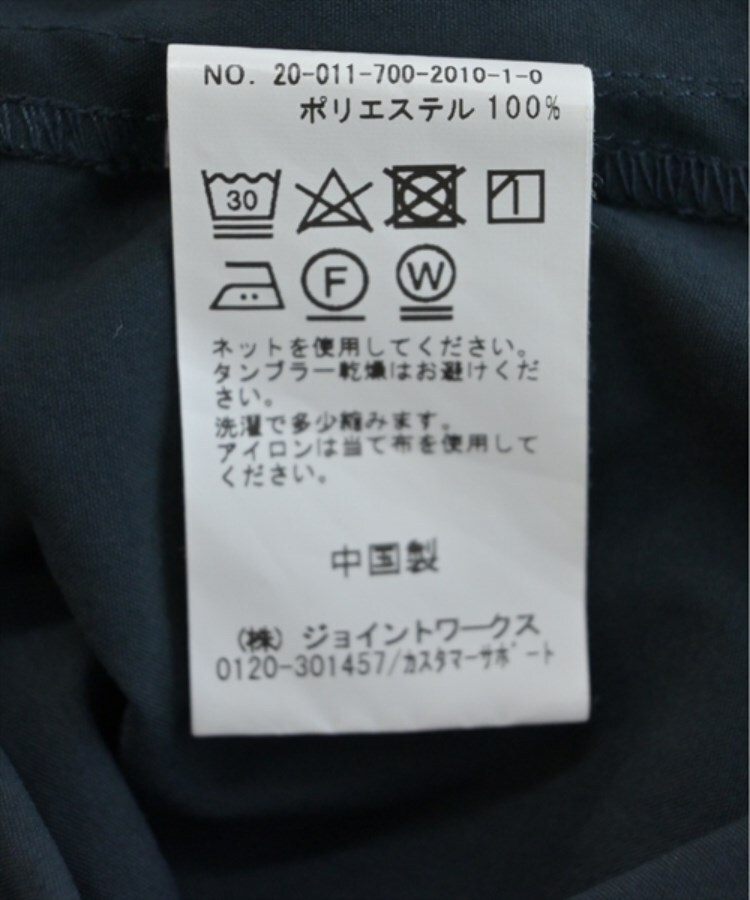 NO. 20-011-700-2010-1-0
ポリエステル 100%
30
F W
ネットを使用してください。
タンブラー乾燥はお避けくだ
さい。
洗濯で多少縮みます。
アイロンは当て布を使用して
ください。
中国製
(株) ジョイントワークス
0120-301457/カスタマーサポート